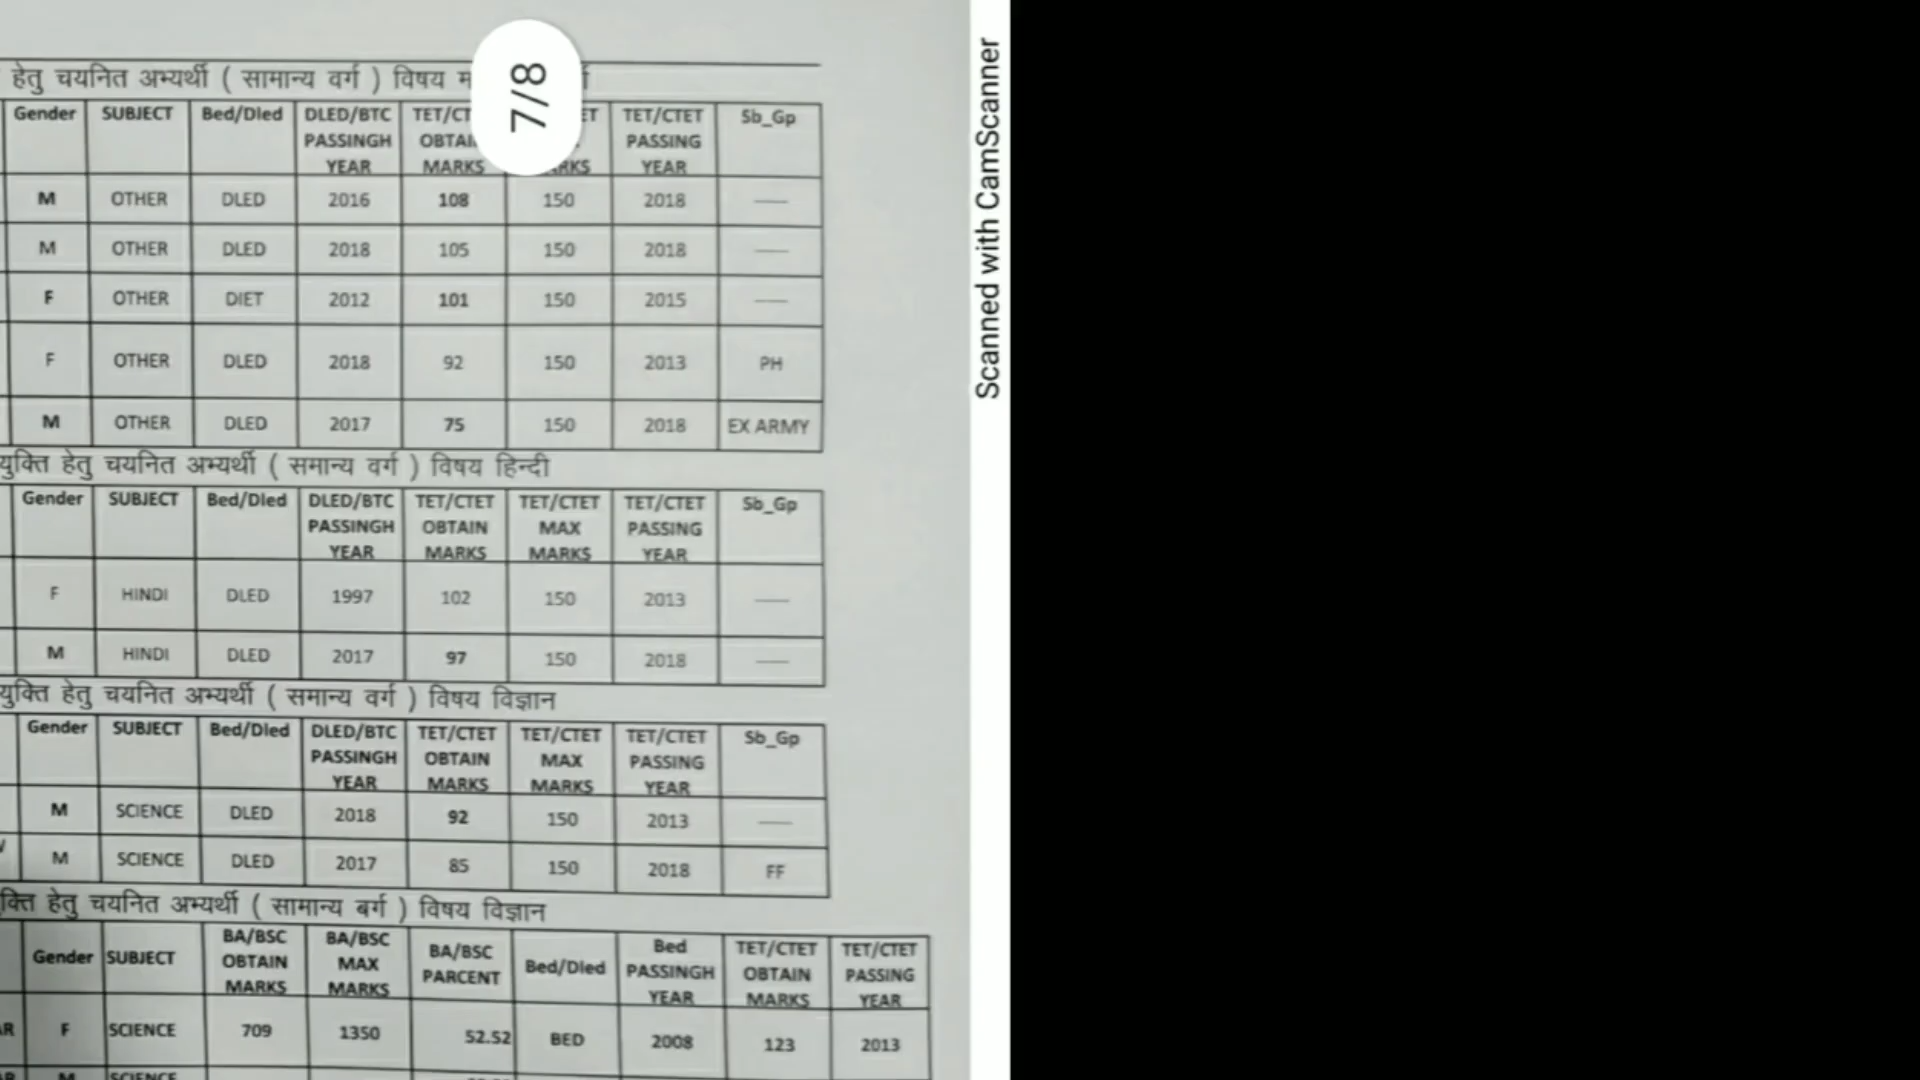 हेतु चयनित अभ्यर्थी ( सामान्य वर्ग ) विषय
7/8
Gender SUBJECT Bed/Dled DLED/BTC PASSINGH YEAR OBTAIN MARKS TET/CTET PASSING YEAR Sb_Gp
M OTHER DLED 2016 108 150 2018 ——
M OTHER DLED 2018 105 150 2018 ——
F OTHER DIET 2012 101 150 2015 ——
F OTHER DLED 2018 92 150 2013 PH
M OTHER DLED 2017 75 150 2018 EX ARMY
हेतु चयनित अभ्यर्थी ( समान्य वर्ग ) विषय हिन्दी
Gender SUBJECT Bed/Dled DLED/BTC PASSINGH YEAR TET/CTET OBTAIN MARKS TET/CTET MAX MARKS TET/CTET PASSING YEAR Sb_Gp
F HINDI DLED 1997 102 150 2013 ——
M HINDI DLED 2017 97 150 2018 ——
हेतु चयनित अभ्यर्थी ( समान्य वर्ग ) विषय विज्ञान
Gender SUBJECT Bed/Dled DLED/BTC PASSINGH YEAR TET/CTET OBTAIN MARKS TET/CTET MAX MARKS TET/CTET PASSING YEAR Sb_Gp
M SCIENCE DLED 2018 92 150 2013 ——
M SCIENCE DLED 2017 85 150 2018 FF
हेतु चयनित अभ्यर्थी ( सामान्य बर्ग ) विषय विज्ञान
Gender SUBJECT BA/BSC OBTAIN MARKS BA/BSC MAX MARKS BA/BSC PARCENT Bed/Dled Bed PASSINGH YEAR TET/CTET OBTAIN MARKS TET/CTET PASSING YEAR
F SCIENCE 709 1350 52.52 BED 2008 123 2013
M SCIENCE
Scanned with CamScanner